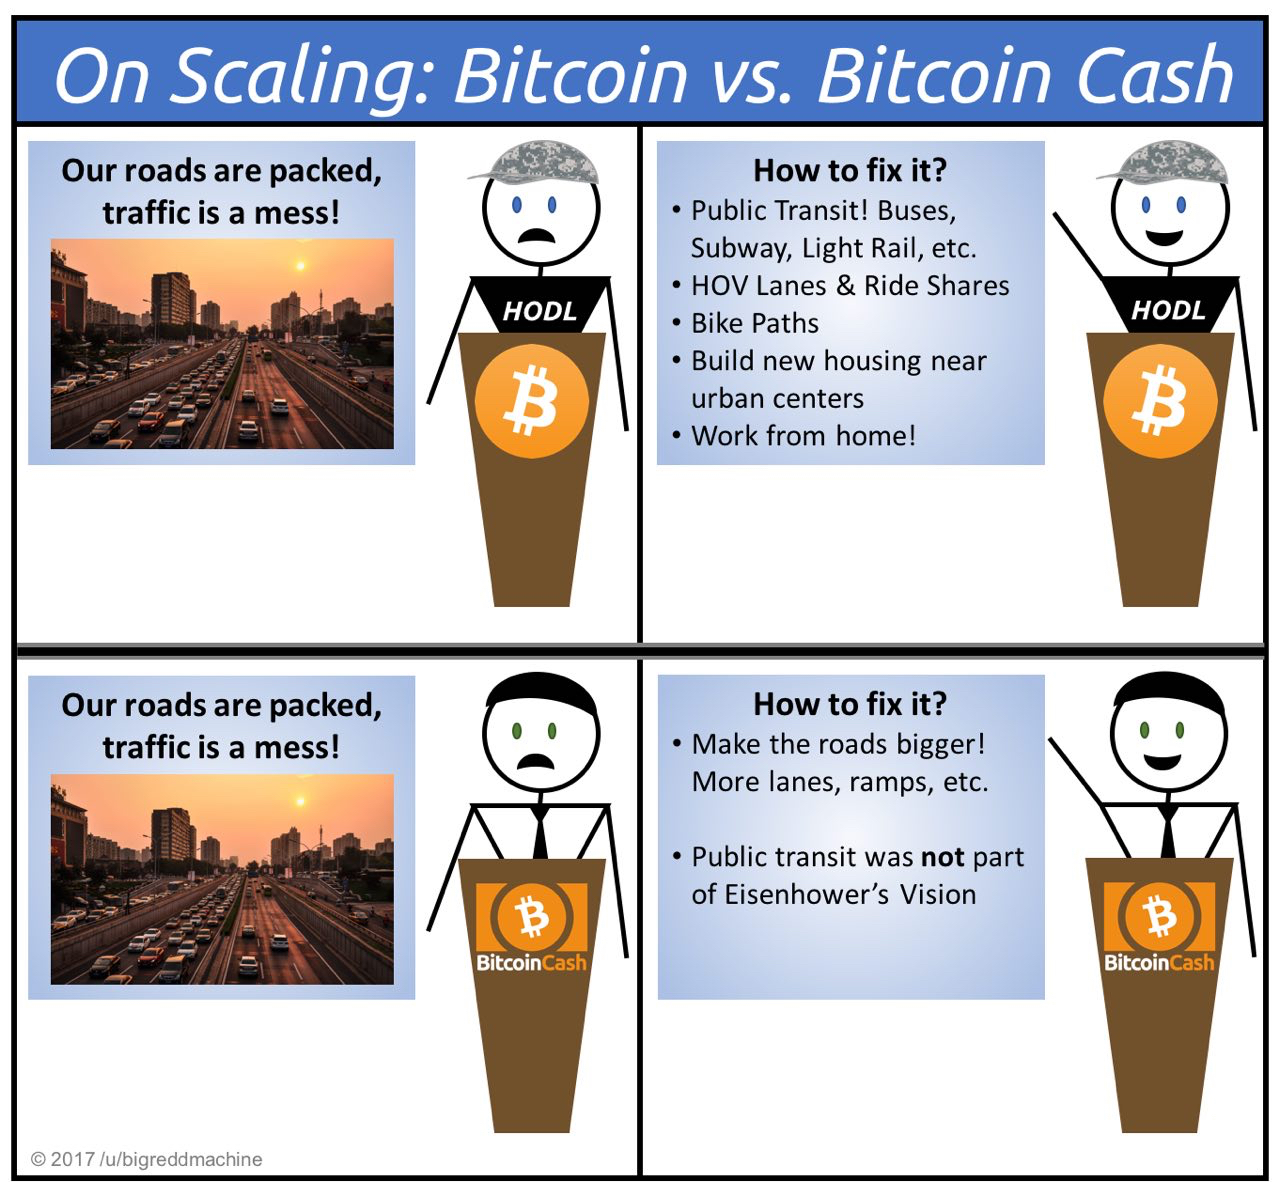 On Scaling: Bitcoin vs. Bitcoin Cash
Our roads are packed,
traffic is a mess!
HODL
How to fix it?
• Public Transit! Buses,
Subway, Light Rail, etc.
• HOV Lanes & Ride Shares
• Bike Paths
• Build new housing near
urban centers
• Work from home!
HODL
Our roads are packed,
traffic is a mess!
BitcoinCash
How to fix it?
• Make the roads bigger!
More lanes, ramps, etc.
• Public transit was not part
of Eisenhower’s Vision
BitcoinCash
© 2017 /u/bigreddmachine